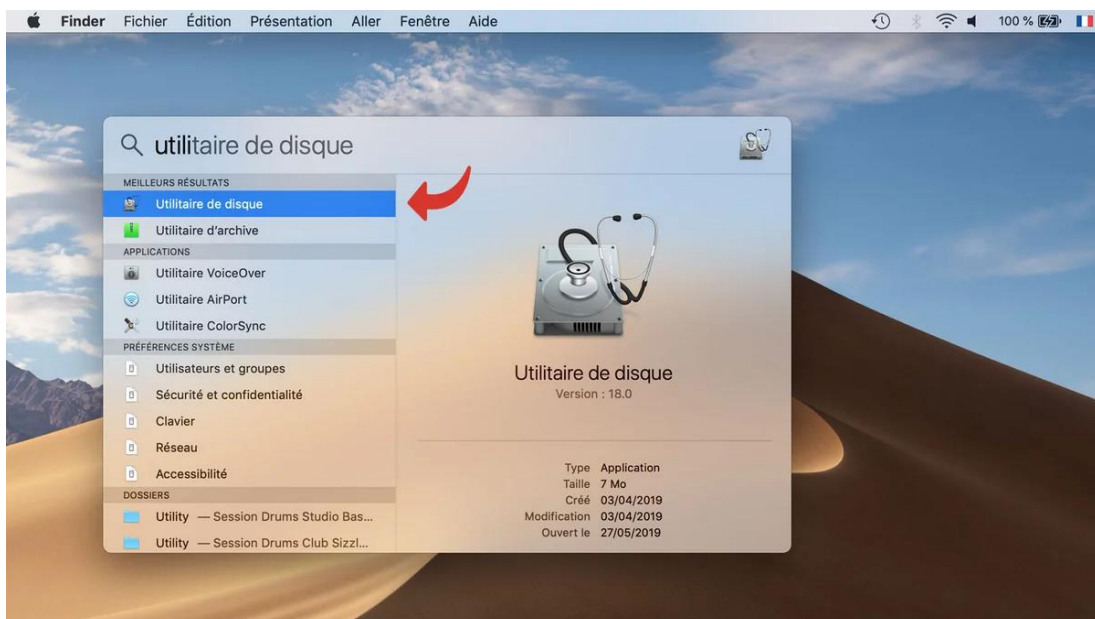 Finder Fichier Édition Présentation Aller Fenêtre Aide 100 %
utilitaire de disque
MEILLEURS RÉSULTATS
Utilitaire de disque
Utilitaire d'archive
APPLICATIONS
Utilitaire VoiceOver
Utilitaire AirPort
Utilitaire ColorSync
PRÉFÉRENCES SYSTÈME
Utilisateurs et groupes
Sécurité et confidentialité
Clavier
Réseau
Accessibilité
DOSSIERS
Utility — Session Drums Studio Bas...
Utility — Session Drums Club Sizzl...
Utilitaire de disque
Version : 18.0
Type Application
Taille 7 Mo
Créé 03/04/2019
Modification 03/04/2019
Ouvert le 27/05/2019